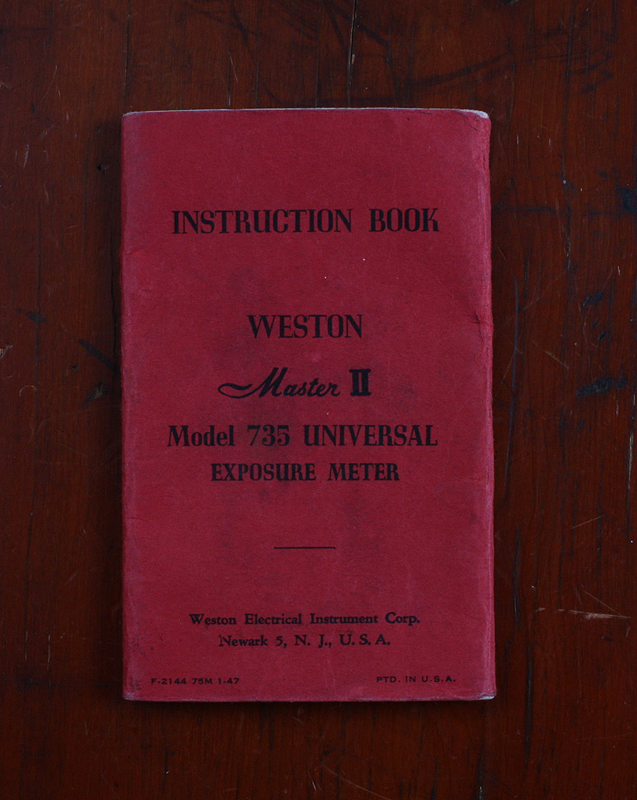 INSTRUCTION BOOK
WESTON
Master II
Model 735 UNIVERSAL
EXPOSURE METER
Weston Electrical Instrument Corp.
Newark 5, N. J., U. S. A.
F-2144 75M 1-47 PTD. IN U. S. A.